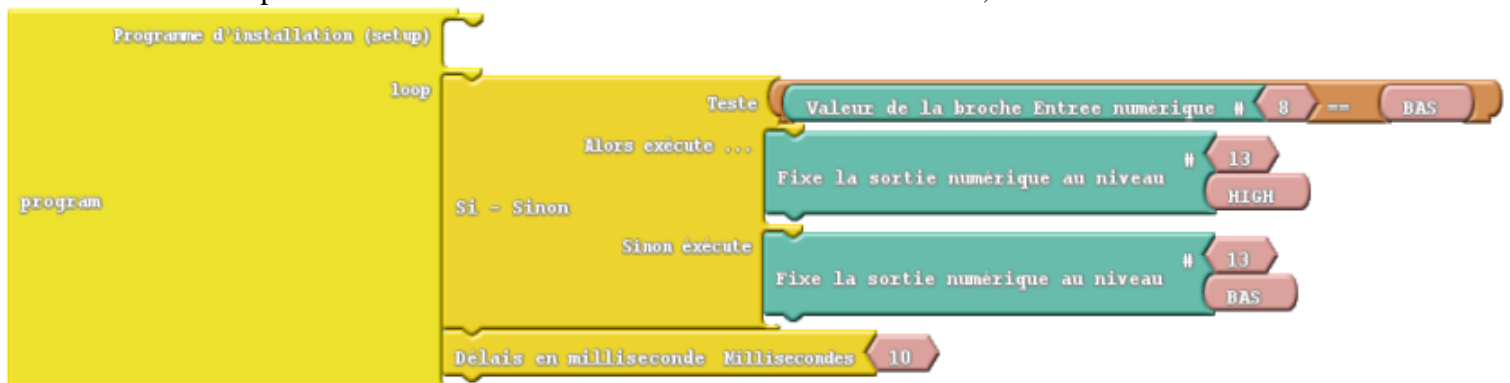 Programme d'installation (setup)
loop
program
Si - Sinon
Teste
Valeur de la broche Entree numérique # 8 == BAS
Alors exécute ...
Fixe la sortie numérique au niveau
# 13
HIGH
Sinon éxécute
Fixe la sortie numérique au niveau
# 13
BAS
Délais en milliseconde Millisecondes 10